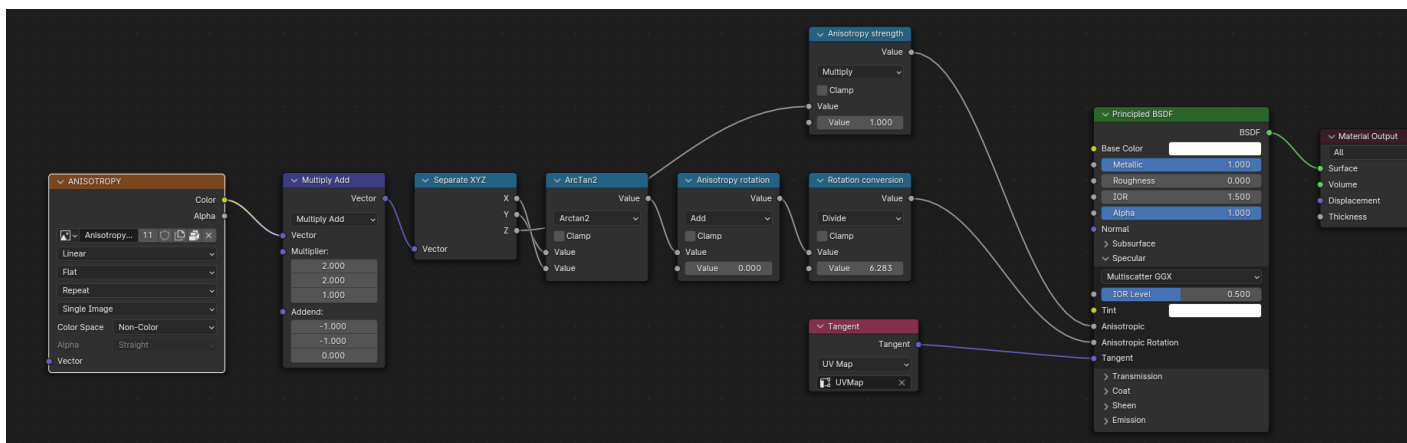 ANISOTROPY
Color
Alpha
Anisotropy...
11
Linear
Flat
Repeat
Single Image
Color Space
Non-Color
Alpha
Straight
Vector
Multiply Add
Vector
Multiply Add
Vector
Multiplier:
2.000
2.000
1.000
Addend:
-1.000
-1.000
0.000
Separate XYZ
X
Y
Z
Vector
ArcTan2
Value
Arctan2
Clamp
Value
Value
Anisotropy rotation
Value
Add
Clamp
Value
Value 0.000
Anisotropy strength
Value
Multiply
Clamp
Value
Value 1.000
Rotation conversion
Value
Divide
Clamp
Value
Value 6.283
Tangent
Tangent
UV Map
UVMap
Principled BSDF
BSDF
Base Color
Metallic 1.000
Roughness 0.000
IOR 1.500
Alpha 1.000
Normal
Subsurface
Specular
Multiscatter GGX
IOR Level 0.500
Tint
Anisotropic
Anisotropic Rotation
Tangent
Transmission
Coat
Sheen
Emission
Material Output
All
Surface
Volume
Displacement
Thickness